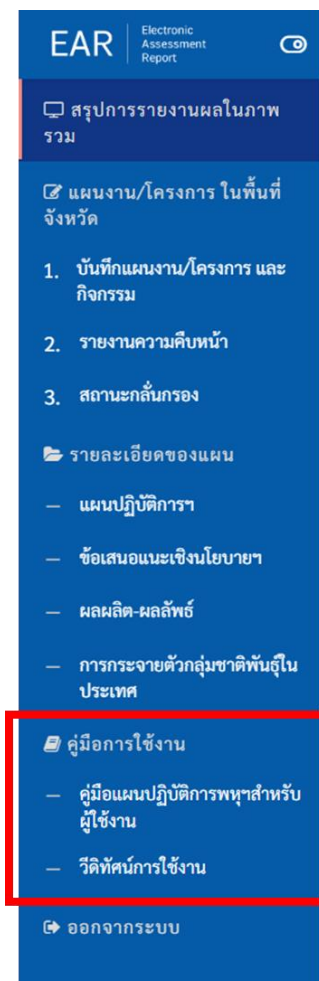 EAR
Electronic
Assessment
Report
สรุปการรายงานผลในภาพ
รวม
แผนงาน/โครงการ ในพื้นที่
จังหวัด
1. บันทึกแผนงาน/โครงการ และ
กิจกรรม
2. รายงานความคืบหน้า
3. สถานะกลั่นกรอง
รายละเอียดของแผน
— แผนปฏิบัติการฯ
— ข้อเสนอแนะเชิงนโยบายฯ
— ผลผลิต-ผลลัพธ์
— การกระจายตัวกลุ่มชาติพันธุ์ใน
ประเทศ
คู่มือการใช้งาน
— คู่มือแผนปฏิบัติการพหุฯสำหรับ
ผู้ใช้งาน
— วีดิทัศน์การใช้งาน
ออกจากระบบ